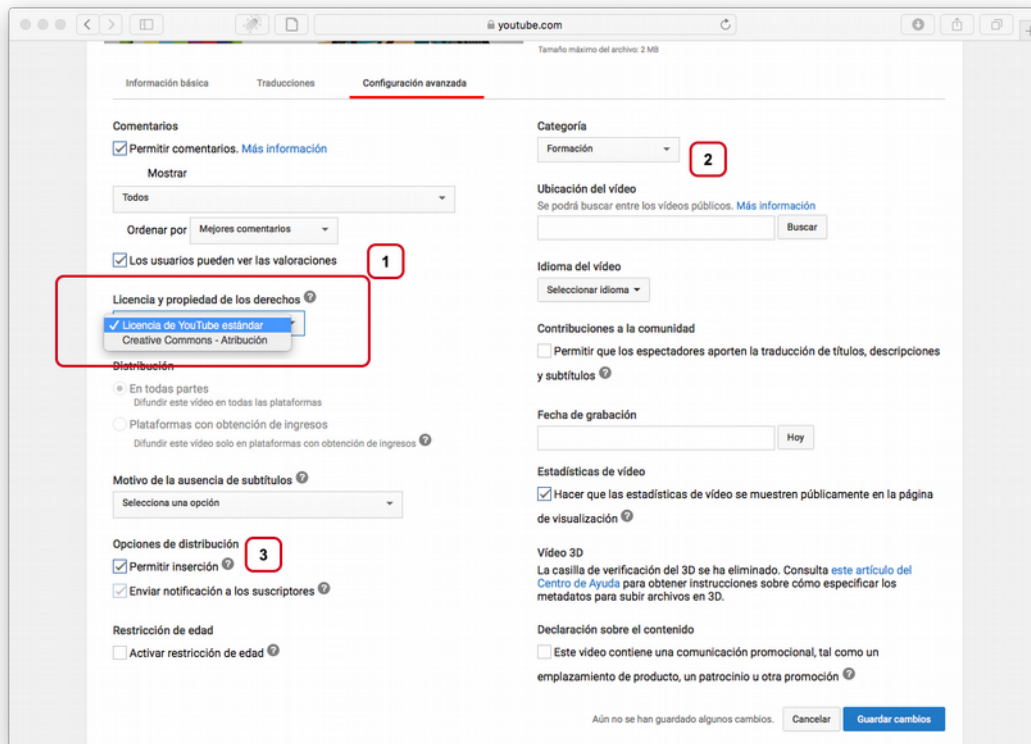 youtube.com
Tamaño máximo del archivo: 2 MB
Información básica
Traducciones
Configuración avanzada
Comentarios
Permitir comentarios. Más información
Mostrar
Todos
Ordenar por Mejores comentarios
Los usuarios pueden ver las valoraciones
1
Licencia y propiedad de los derechos ?
✓ Licencia de YouTube estándar
Creative Commons - Atribución
Distribución
En todas partes
Difundir este vídeo en todas las plataformas
Plataformas con obtención de ingresos
Difundir este vídeo solo en plataformas con obtención de ingresos ?
Motivo de la ausencia de subtítulos ?
Selecciona una opción
Opciones de distribución
3
Permitir inserción ?
Enviar notificación a los suscriptores ?
Restricción de edad
Activar restricción de edad ?
Categoría
Formación
2
Ubicación del vídeo
Se podrá buscar entre los vídeos públicos. Más información
Buscar
Idioma del vídeo
Seleccionar idioma
Contribuciones a la comunidad
Permitir que los espectadores aporten la traducción de títulos, descripciones
y subtítulos ?
Fecha de grabación
Hoy
Estadísticas de vídeo
Hacer que las estadísticas de vídeo se muestren públicamente en la página
de visualización ?
Vídeo 3D
La casilla de verificación del 3D se ha eliminado. Consulta este artículo del
Centro de Ayuda para obtener instrucciones sobre cómo especificar los
metadatos para subir archivos en 3D.
Declaración sobre el contenido
Este video contiene una comunicación promocional, tal como un
emplazamiento de producto, un patrocinio u otra promoción ?
Aún no se han guardado algunos cambios.
Cancelar
Guardar cambios